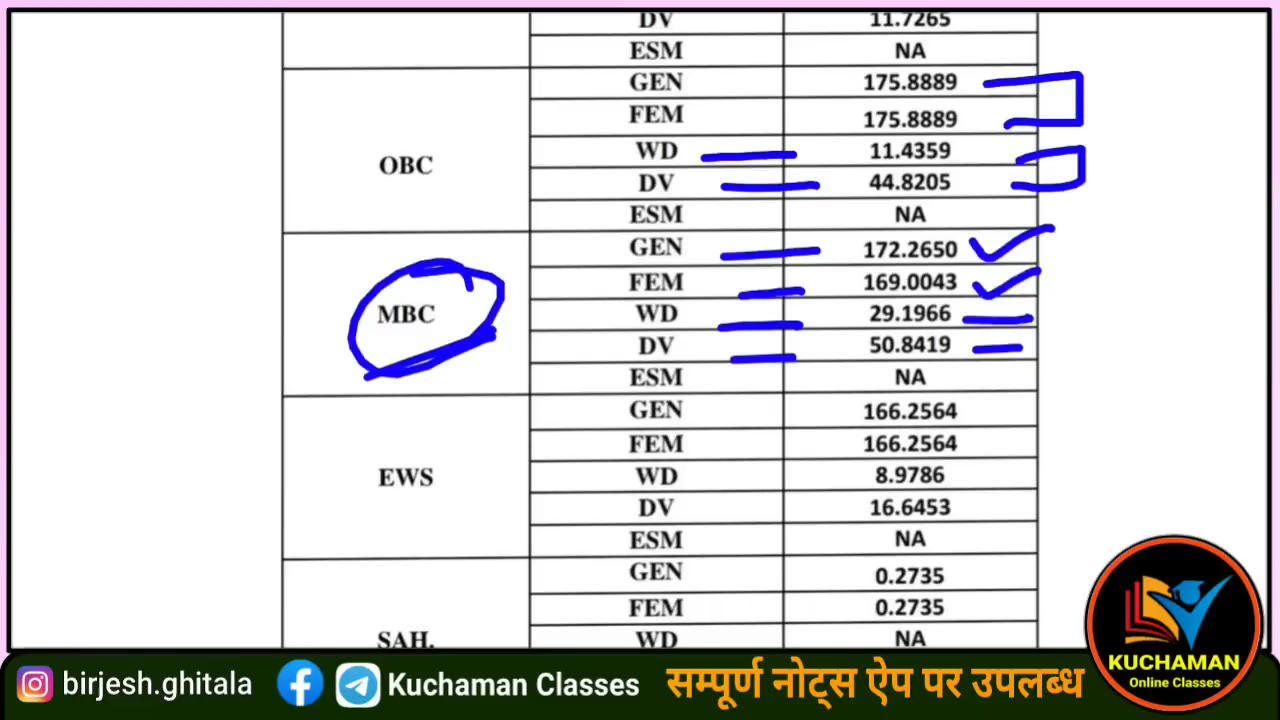 DV 11.7265
ESM NA
OBC
GEN 175.8889
FEM 175.8889
WD 11.4359
DV 44.8205
ESM NA
MBC
GEN 172.2650
FEM 169.0043
WD 29.1966
DV 50.8419
ESM NA
EWS
GEN 166.2564
FEM 166.2564
WD 8.9786
DV 16.6453
ESM NA
SAH.
GEN 0.2735
FEM 0.2735
WD NA
KUCHAMAN
Online Classes
birjesh.ghitala Kuchaman Classes सम्पूर्ण नोट्स ऐप पर उपलब्ध